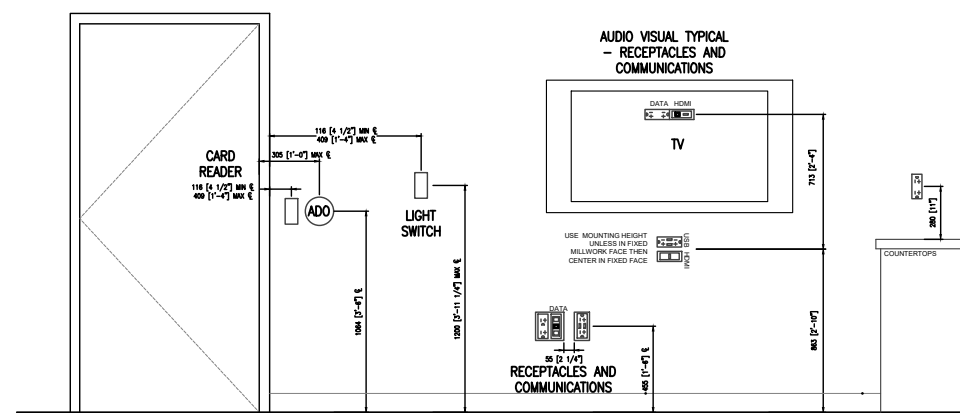 AUDIO VISUAL TYPICAL
- RECEPTACLES AND
COMMUNICATIONS
DATA HDMI
TV
116 [4 1/2"] MIN ℄
409 [1'-4"] MAX ℄
CARD
READER
305 [1'-0"] MAX ℄
116 [4 1/2"] MIN ℄
409 [1'-4"] MAX ℄
ADO
LIGHT
SWITCH
713 [2'-4"]
280 [11"]
USE MOUNTING HEIGHT
UNLESS IN FIXED
MILLWORK FACE THEN
CENTER IN FIXED FACE
USB
HDMI
COUNTERTOPS
1064 [3'-6"] ℄
1200 [3'-11 1/4"] MAX ℄
DATA
55 [2 1/4"]
455 [1'-6"] ℄
863 [2'-10"]
RECEPTACLES AND
COMMUNICATIONS